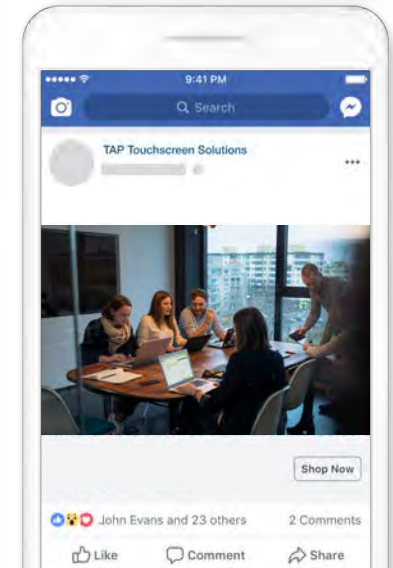 9:41 PM
Search
TAP Touchscreen Solutions
Shop Now
John Evans and 23 others 2 Comments
Like Comment Share